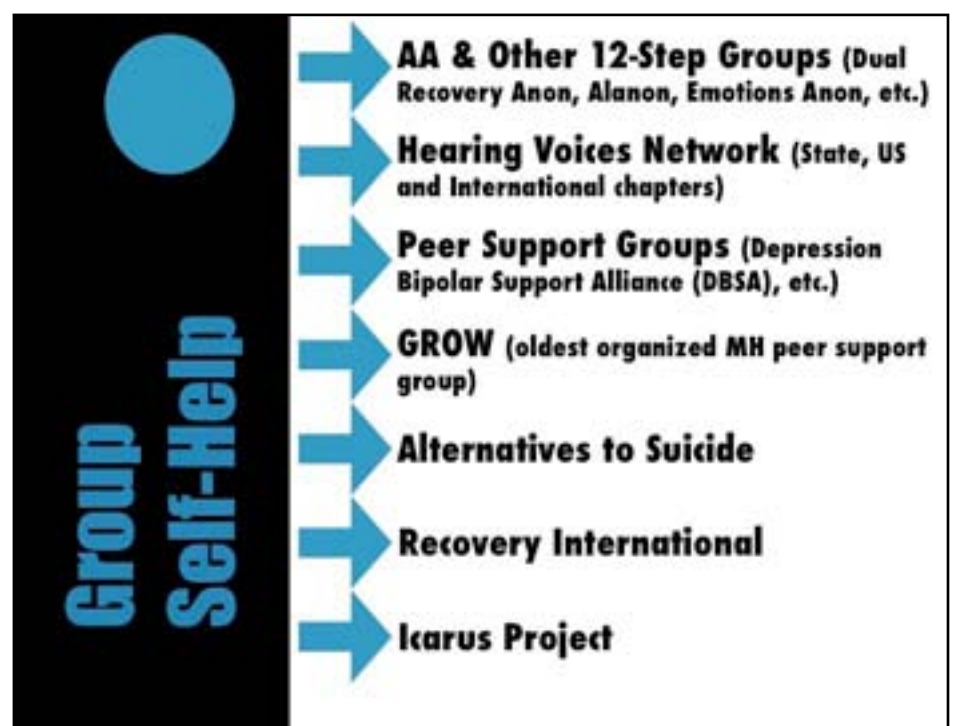 Group
Self-Help
AA & Other 12-Step Groups (Dual
Recovery Anon, Alanon, Emotions Anon, etc.)
Hearing Voices Network (State, US
and International chapters)
Peer Support Groups (Depression
Bipolar Support Alliance (DBSA), etc.)
GROW (oldest organized MH peer support
group)
Alternatives to Suicide
Recovery International
Icarus Project